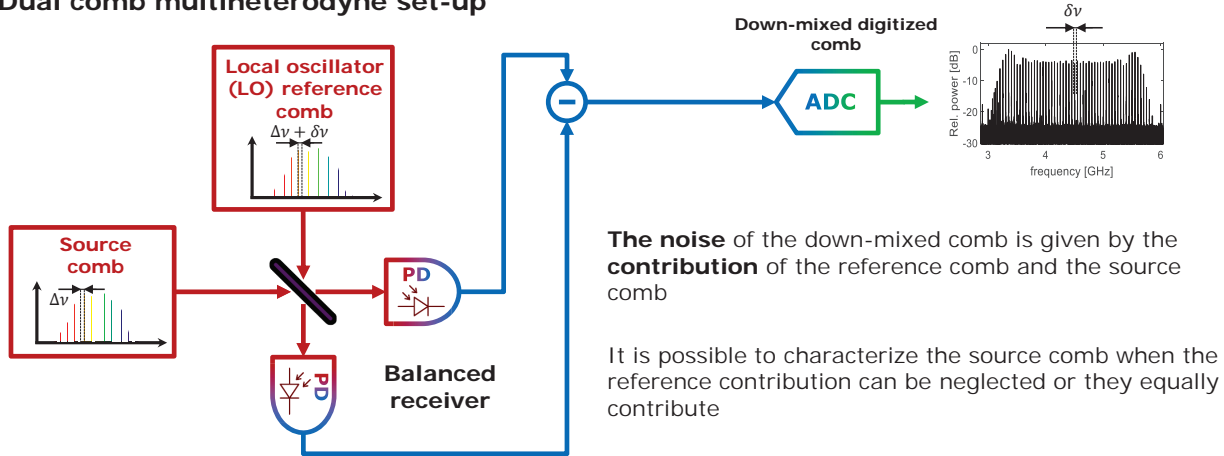 Dual comb multiheterodyne set-up
Local oscillator
(LO) reference
comb
Δν + δν
Source
comb
Δν
PD
PD
Balanced
receiver
−
Down-mixed digitized
comb
ADC
δν
Rel. power [dB]
0
-10
-20
-30
3
4
5
6
frequency [GHz]
The noise of the down-mixed comb is given by the
contribution of the reference comb and the source
comb
It is possible to characterize the source comb when the
reference contribution can be neglected or they equally
contribute